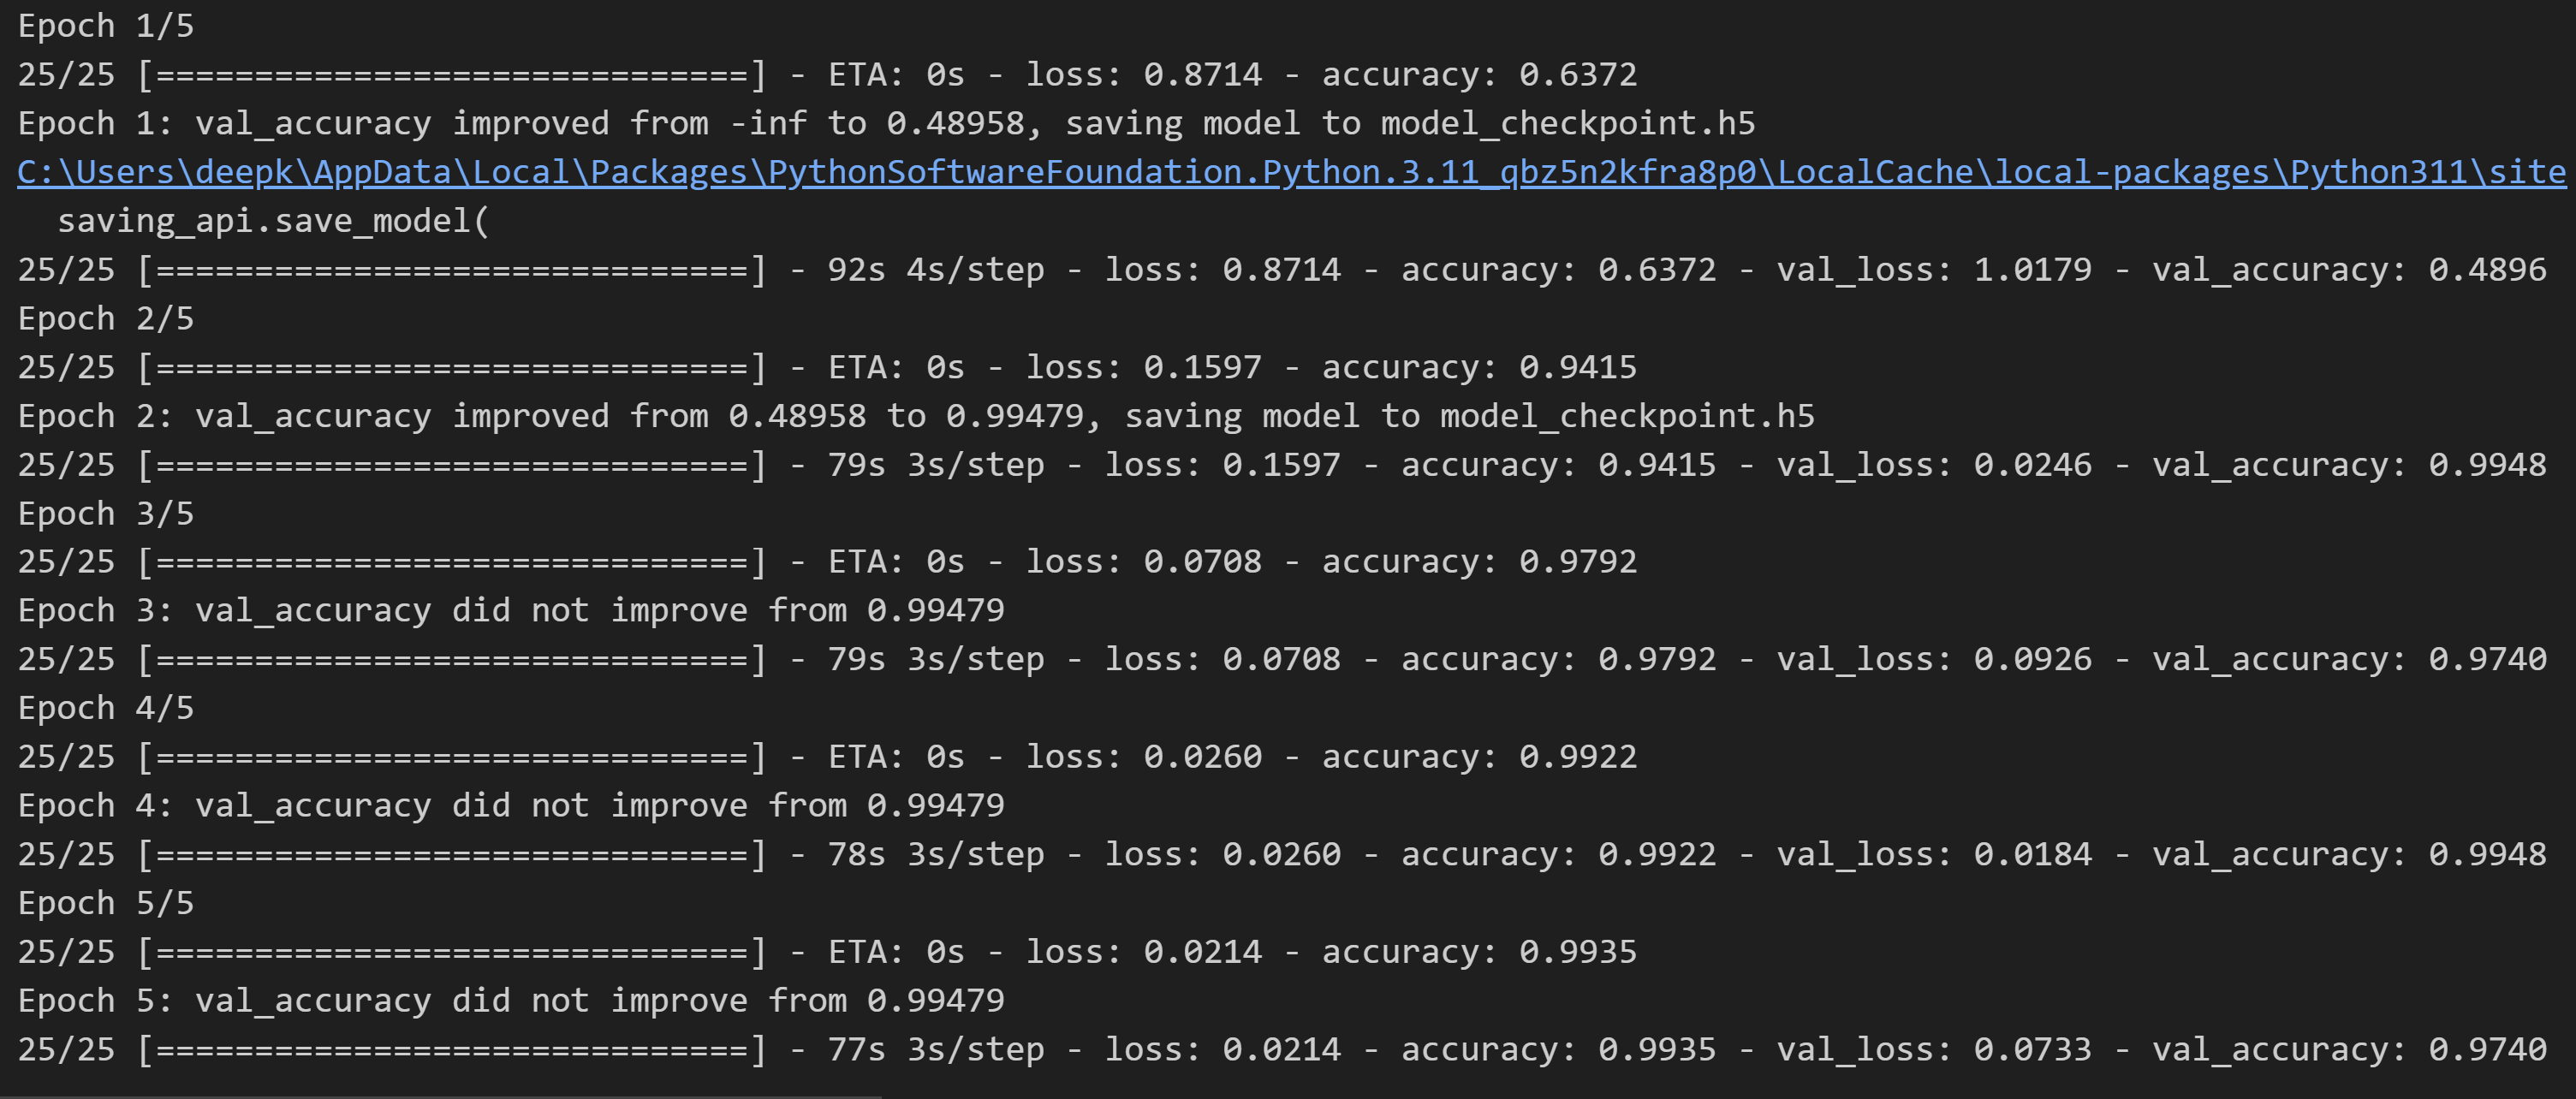 Epoch 1/5
25/25 [==============================] - ETA: 0s - loss: 0.8714 - accuracy: 0.6372
Epoch 1: val_accuracy improved from -inf to 0.48958, saving model to model_checkpoint.h5
C:\Users\deepk\AppData\Local\Packages\PythonSoftwareFoundation.Python.3.11_qbz5n2kfra8p0\LocalCache\local-packages\Python311\site
  saving_api.save_model(
25/25 [==============================] - 92s 4s/step - loss: 0.8714 - accuracy: 0.6372 - val_loss: 1.0179 - val_accuracy: 0.4896
Epoch 2/5
25/25 [==============================] - ETA: 0s - loss: 0.1597 - accuracy: 0.9415
Epoch 2: val_accuracy improved from 0.48958 to 0.99479, saving model to model_checkpoint.h5
25/25 [==============================] - 79s 3s/step - loss: 0.1597 - accuracy: 0.9415 - val_loss: 0.0246 - val_accuracy: 0.9948
Epoch 3/5
25/25 [==============================] - ETA: 0s - loss: 0.0708 - accuracy: 0.9792
Epoch 3: val_accuracy did not improve from 0.99479
25/25 [==============================] - 79s 3s/step - loss: 0.0708 - accuracy: 0.9792 - val_loss: 0.0926 - val_accuracy: 0.9740
Epoch 4/5
25/25 [==============================] - ETA: 0s - loss: 0.0260 - accuracy: 0.9922
Epoch 4: val_accuracy did not improve from 0.99479
25/25 [==============================] - 78s 3s/step - loss: 0.0260 - accuracy: 0.9922 - val_loss: 0.0184 - val_accuracy: 0.9948
Epoch 5/5
25/25 [==============================] - ETA: 0s - loss: 0.0214 - accuracy: 0.9935
Epoch 5: val_accuracy did not improve from 0.99479
25/25 [==============================] - 77s 3s/step - loss: 0.0214 - accuracy: 0.9935 - val_loss: 0.0733 - val_accuracy: 0.9740